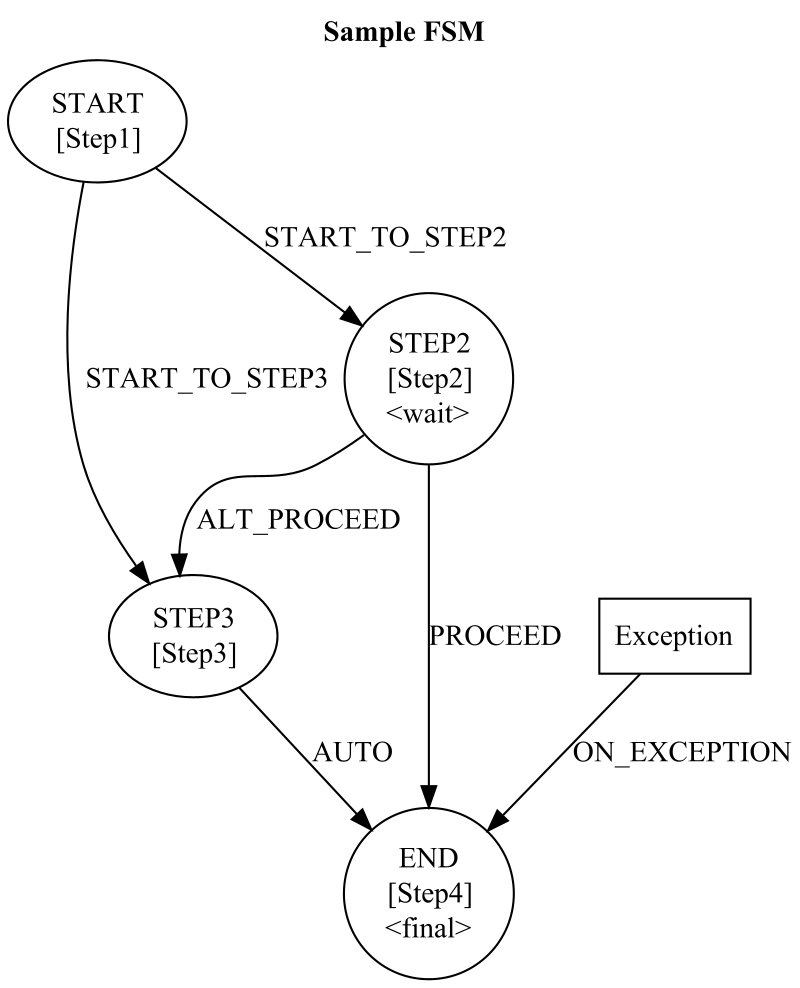 Sample FSM
START
[Step1]
START_TO_STEP2
STEP2
[Step2]
<wait>
START_TO_STEP3
ALT_PROCEED
STEP3
[Step3]
PROCEED
Exception
AUTO
ON_EXCEPTION
END
[Step4]
<final>